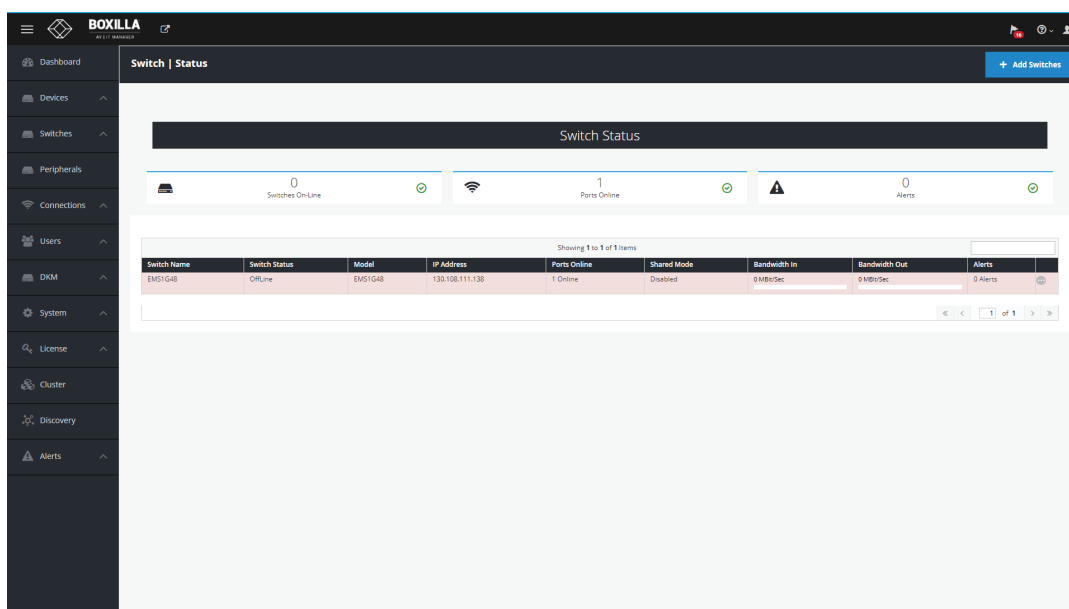 BOXILLA
AV | IT MANAGER
16
Dashboard
Devices
Switches
Peripherals
Connections
Users
DKM
System
License
Cluster
Discovery
Alerts
Switch | Status
+ Add Switches
Switch Status
0
Switches On-Line
1
Ports Online
0
Alerts
Showing 1 to 1 of 1 Items
Switch Name Switch Status Model IP Address Ports Online Shared Mode Bandwidth In Bandwidth Out Alerts
EMS1G48 OffLine EMS1G48 130.108.111.138 1 Online Disabled 0 MBit/Sec 0 MBit/Sec 0 Alerts
« < 1 of 1 > »